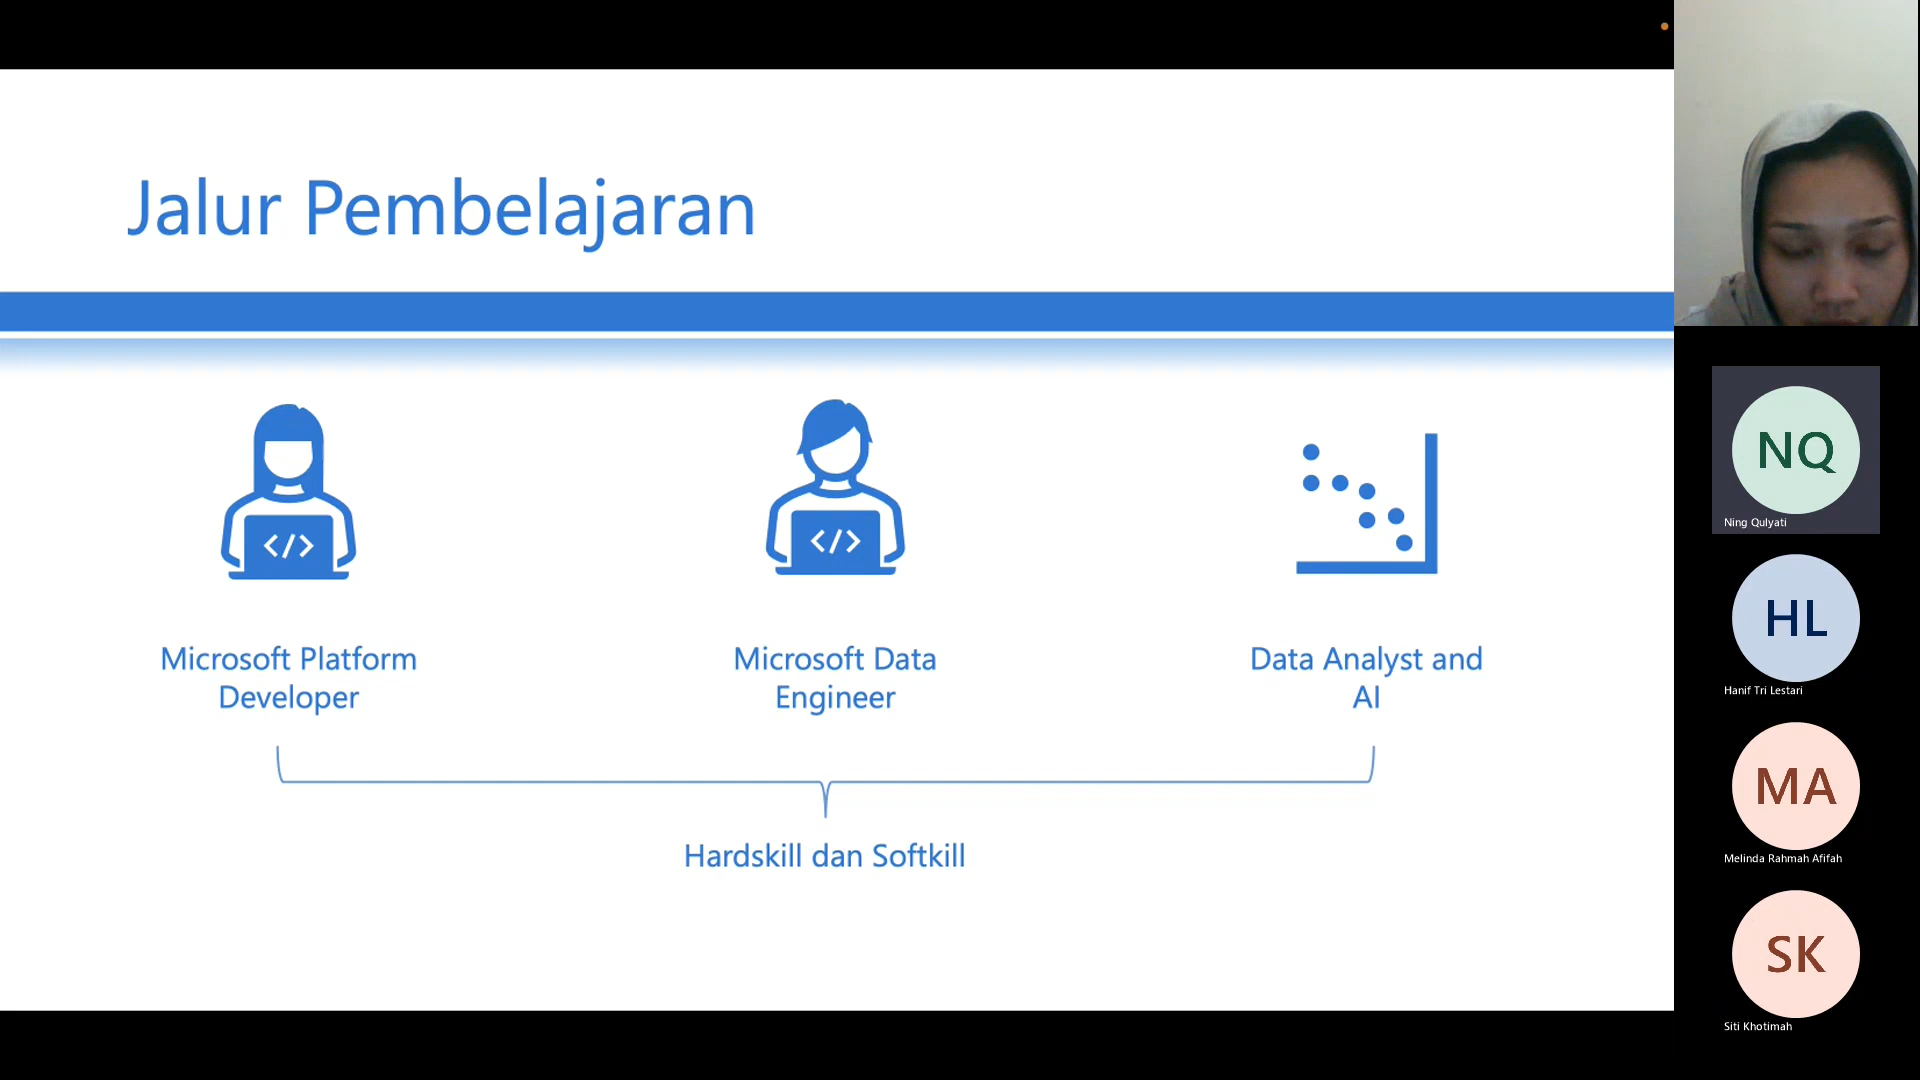 Jalur Pembelajaran
</>
</>
Microsoft Platform
Developer
Microsoft Data
Engineer
Data Analyst and
AI
Hardskill dan Softkill
NQ
Ning Qulyati
HL
Hanif Tri Lestari
MA
Melinda Rahmah Afifah
SK
Siti Khotimah